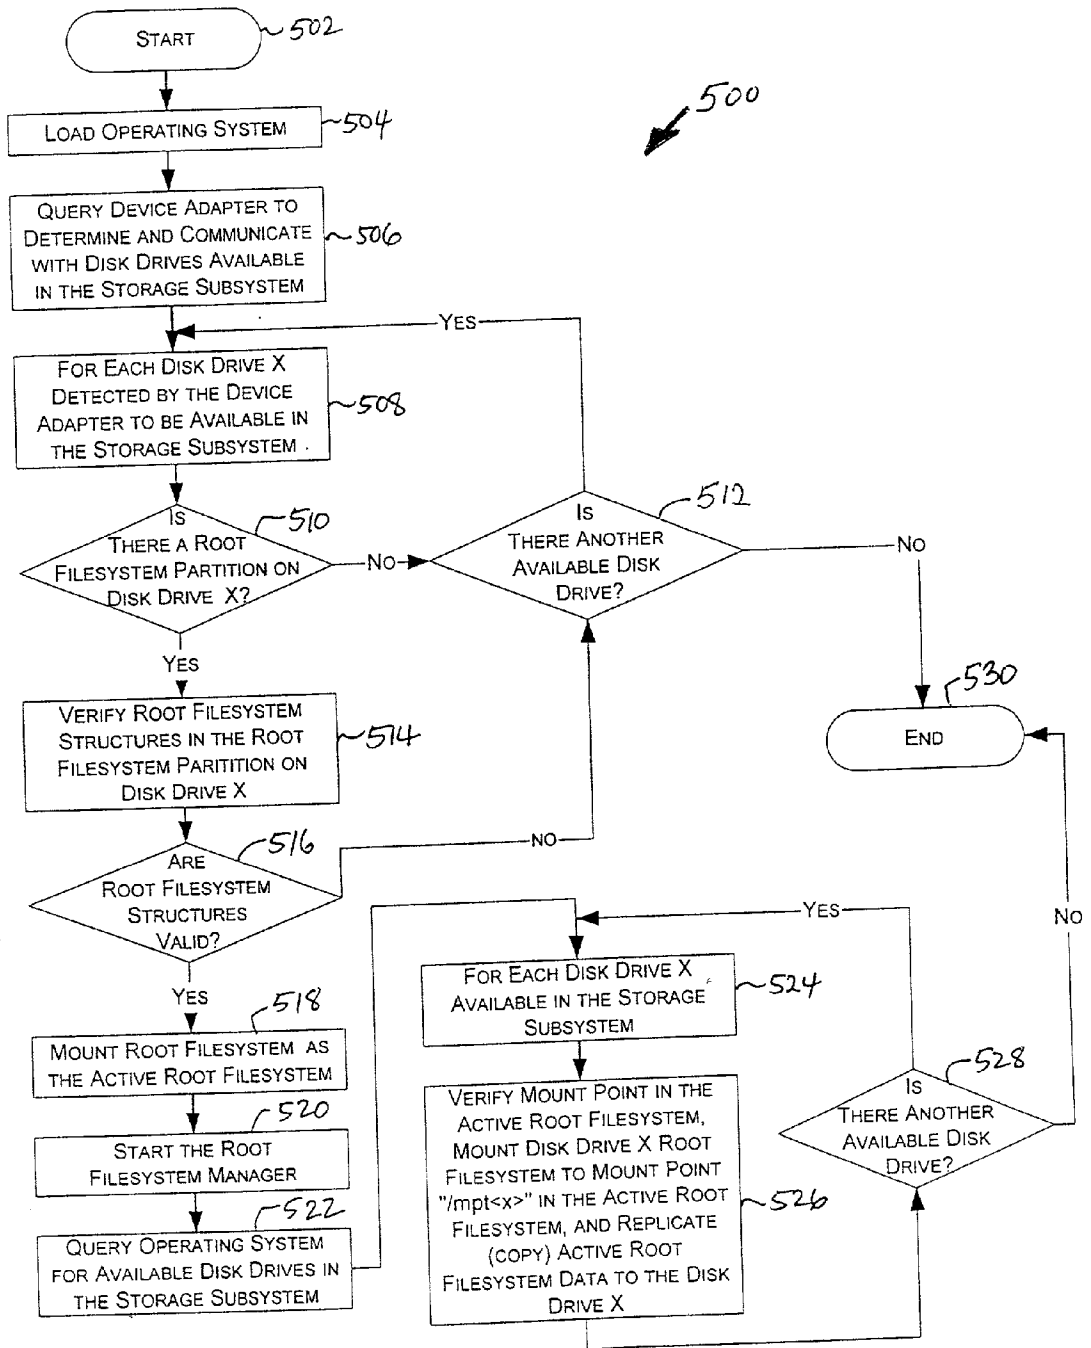 START
502
500
LOAD OPERATING SYSTEM
504
QUERY DEVICE ADAPTER TO
DETERMINE AND COMMUNICATE
WITH DISK DRIVES AVAILABLE
IN THE STORAGE SUBSYSTEM
506
YES
FOR EACH DISK DRIVE X
DETECTED BY THE DEVICE
ADAPTER TO BE AVAILABLE IN
THE STORAGE SUBSYSTEM
508
IS
THERE A ROOT
FILESYSTEM PARTITION ON
DISK DRIVE X?
510
NO
IS
THERE ANOTHER
AVAILABLE DISK
DRIVE?
512
NO
YES
VERIFY ROOT FILESYSTEM
STRUCTURES IN THE ROOT
FILESYSTEM PARTITION ON
DISK DRIVE X
514
END
530
ARE
ROOT FILESYSTEM
STRUCTURES
VALID?
516
NO
YES
MOUNT ROOT FILESYSTEM AS
THE ACTIVE ROOT FILESYSTEM
518
START THE ROOT
FILESYSTEM MANAGER
520
QUERY OPERATING SYSTEM
FOR AVAILABLE DISK DRIVES IN
THE STORAGE SUBSYSTEM
522
YES
FOR EACH DISK DRIVE X
AVAILABLE IN THE STORAGE
SUBSYSTEM
524
VERIFY MOUNT POINT IN THE
ACTIVE ROOT FILESYSTEM,
MOUNT DISK DRIVE X ROOT
FILESYSTEM TO MOUNT POINT
"/mpt<x>" IN THE ACTIVE ROOT
FILESYSTEM, AND REPLICATE
(COPY) ACTIVE ROOT
FILESYSTEM DATA TO THE DISK
DRIVE X
526
IS
THERE ANOTHER
AVAILABLE DISK
DRIVE?
528
NO